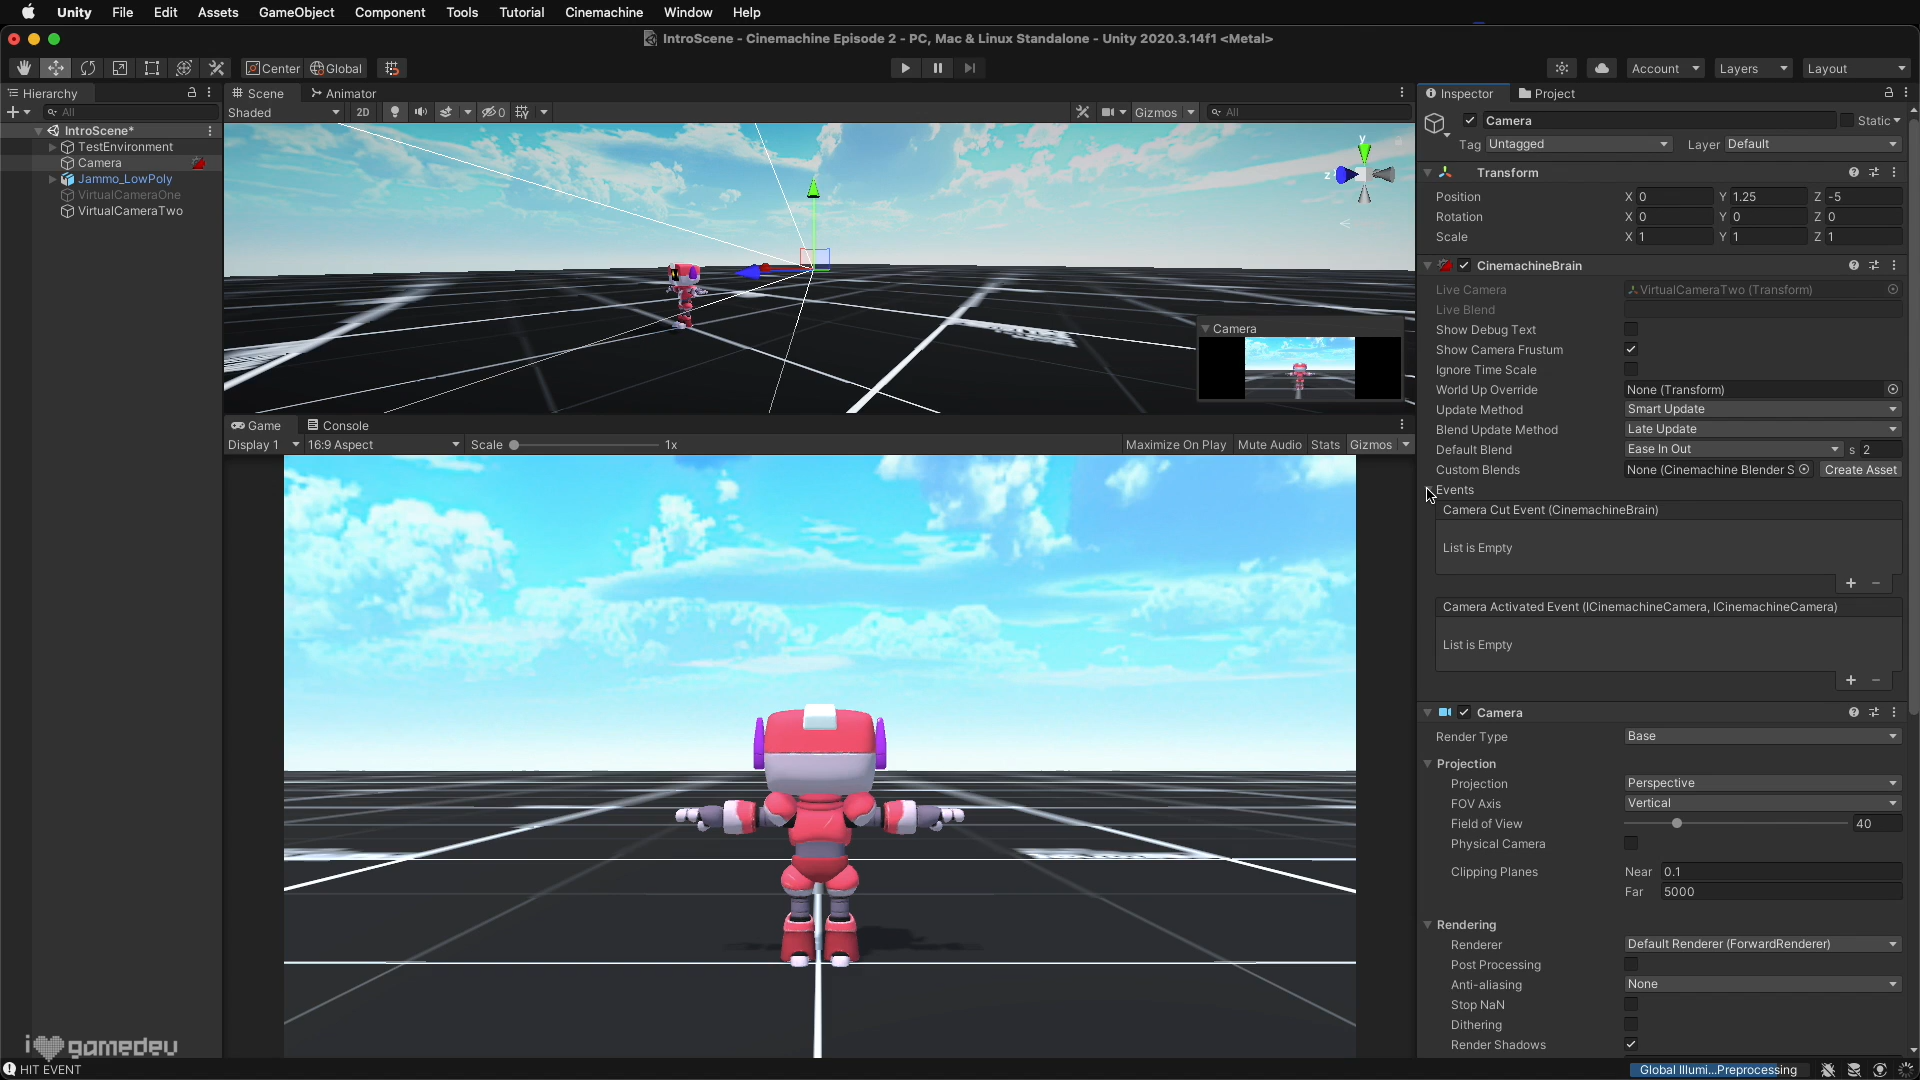 Unity File Edit Assets GameObject Component Tools Tutorial Cinemachine Window Help
IntroScene - Cinemachine Episode 2 - PC, Mac & Linux Standalone - Unity 2020.3.14f1 <Metal>
Center Global Account Layers Layout
Hierarchy
All
IntroScene*
TestEnvironment
Camera
Jammo_LowPoly
VirtualCameraOne
VirtualCameraTwo
Scene Animator
Shaded 2D 0 Gizmos All
y
z
Camera
Game Console
Display 1 16:9 Aspect Scale 1x Maximize On Play Mute Audio Stats Gizmos
Inspector Project
Camera Static
Tag Untagged Layer Default
Transform
Position X 0 Y 1.25 Z -5
Rotation X 0 Y 0 Z 0
Scale X 1 Y 1 Z 1
CinemachineBrain
Live Camera VirtualCameraTwo (Transform)
Live Blend
Show Debug Text
Show Camera Frustum
Ignore Time Scale
World Up Override None (Transform)
Update Method Smart Update
Blend Update Method Late Update
Default Blend Ease In Out s 2
Custom Blends None (Cinemachine Blender S Create Asset
Events
Camera Cut Event (CinemachineBrain)
List is Empty
Camera Activated Event (ICinemachineCamera, ICinemachineCamera)
List is Empty
Camera
Render Type Base
Projection
Projection Perspective
FOV Axis Vertical
Field of View 40
Physical Camera
Clipping Planes Near 0.1
Far 5000
Rendering
Renderer Default Renderer (ForwardRenderer)
Post Processing
Anti-aliasing None
Stop NaN
Dithering
Render Shadows
i gamedev
HIT EVENT
Global Illumi...Preprocessing